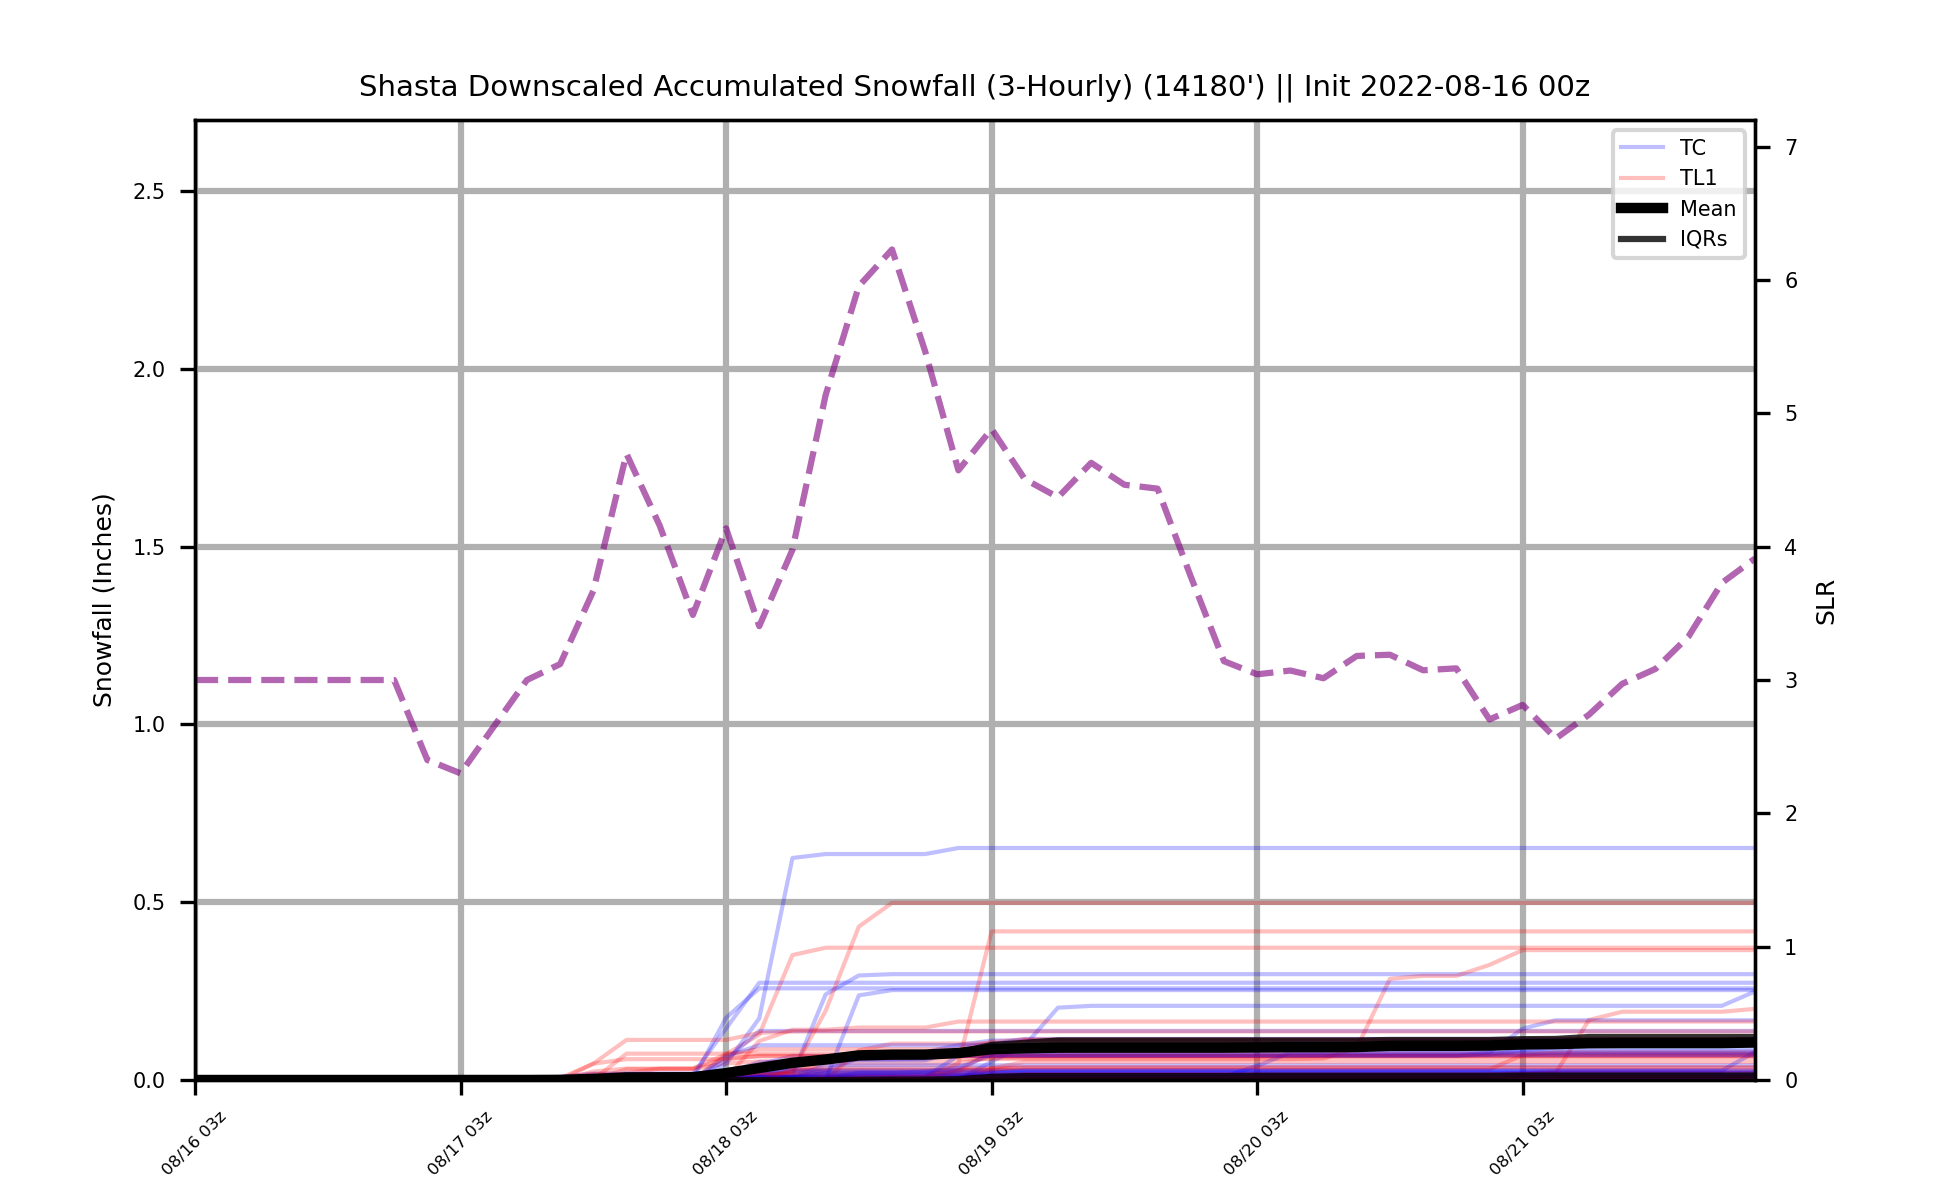 Shasta Downscaled Accumulated Snowfall (3-Hourly) (14180') || Init 2022-08-16 00z
TC
TL1
Mean
IQRs
2.5
2.0
1.5
1.0
0.5
0.0
Snowfall (Inches)
7
6
5
4
3
2
1
0
SLR
08/16 03z
08/17 03z
08/18 03z
08/19 03z
08/20 03z
08/21 03z